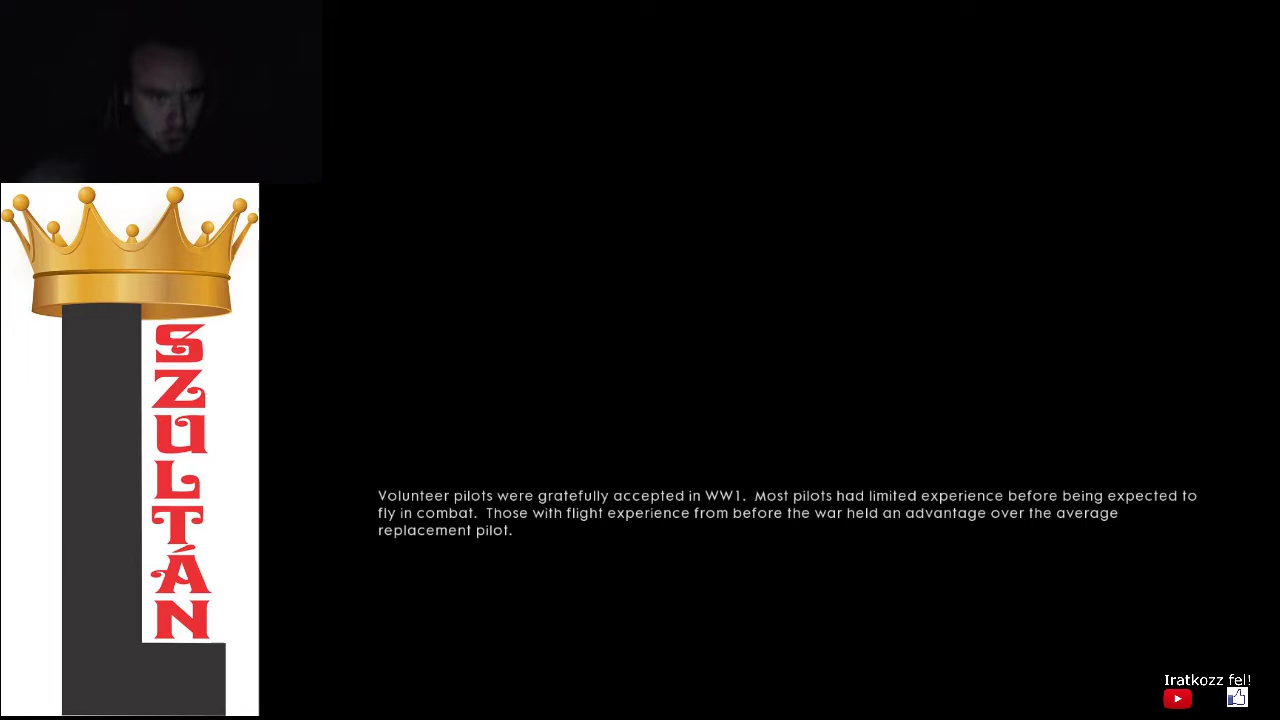 L
SZULTÁN
Volunteer pilots were gratefully accepted in WW1.  Most pilots had limited experience before being expected to
fly in combat.  Those with flight experience from before the war held an advantage over the average
replacement pilot.
Iratkozz fel!